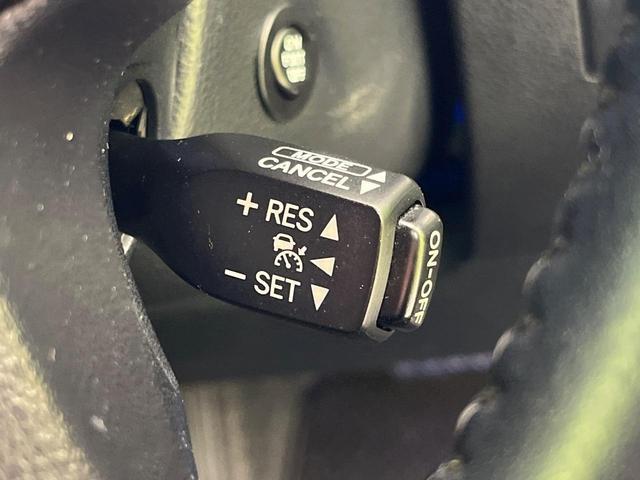 MODE
CANCEL
+ RES
- SET
ON-OFF